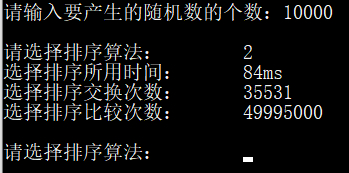 请输入要产生的随机数的个数：10000
请选择排序算法： 2
选择排序所用时间： 84ms
选择排序交换次数： 35531
选择排序比较次数： 49995000
请选择排序算法：